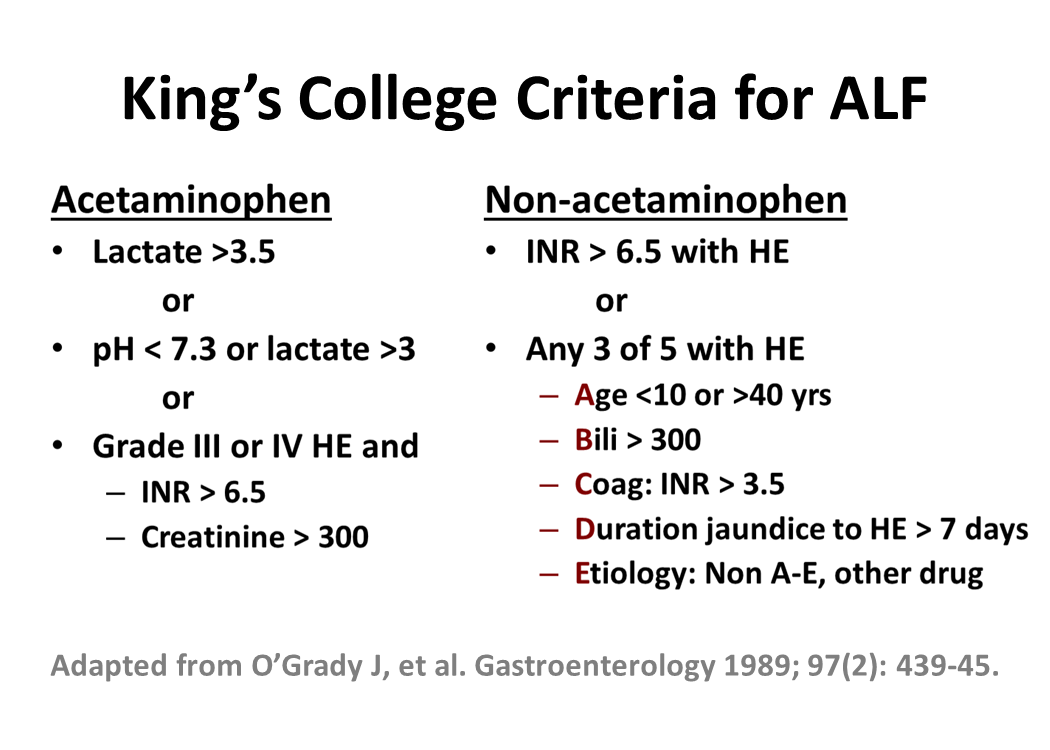 King’s College Criteria for ALF
Acetaminophen
• Lactate >3.5
or
• pH < 7.3 or lactate >3
or
• Grade III or IV HE and
– INR > 6.5
– Creatinine > 300
Non-acetaminophen
• INR > 6.5 with HE
or
• Any 3 of 5 with HE
– Age <10 or >40 yrs
– Bili > 300
– Coag: INR > 3.5
– Duration jaundice to HE > 7 days
– Etiology: Non A-E, other drug
Adapted from O’Grady J, et al. Gastroenterology 1989; 97(2): 439-45.